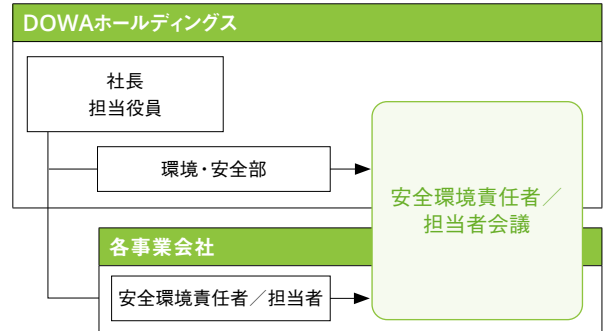 DOWAホールディングス
社長
担当役員
環境・安全部
安全環境責任者／
担当者会議
各事業会社
安全環境責任者／担当者